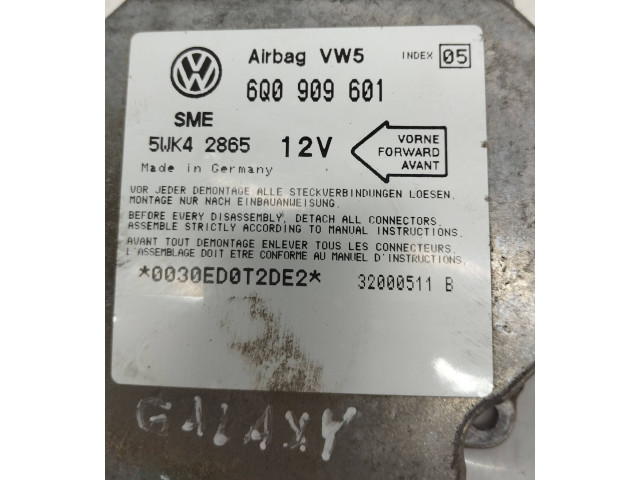 Airbag VW5 INDEX 05
6Q0 909 601
SME
5WK4 2865 12V
VORNE
FORWARD
AVANT
Made in Germany
VOR JEDER DEMONTAGE ALLE STECKVERBINDUNGEN LOESEN.
MONTAGE NUR NACH EINBAUANWEISUNG.
BEFORE EVERY DISASSEMBLY, DETACH ALL CONNECTORS.
ASSEMBLE STRICTLY ACCORDING TO MANUAL INSTRUCTIONS.
AVANT TOUT DEMONTAGE ENLEVER TOUS LES CONNECTEURS.
L'ASSEMBLAGE DOIT ETRE CONFORME AU MANUEL D'INSTRUCTIONS.
*0030ED0T2DE2* 32000511 B
GALAXY